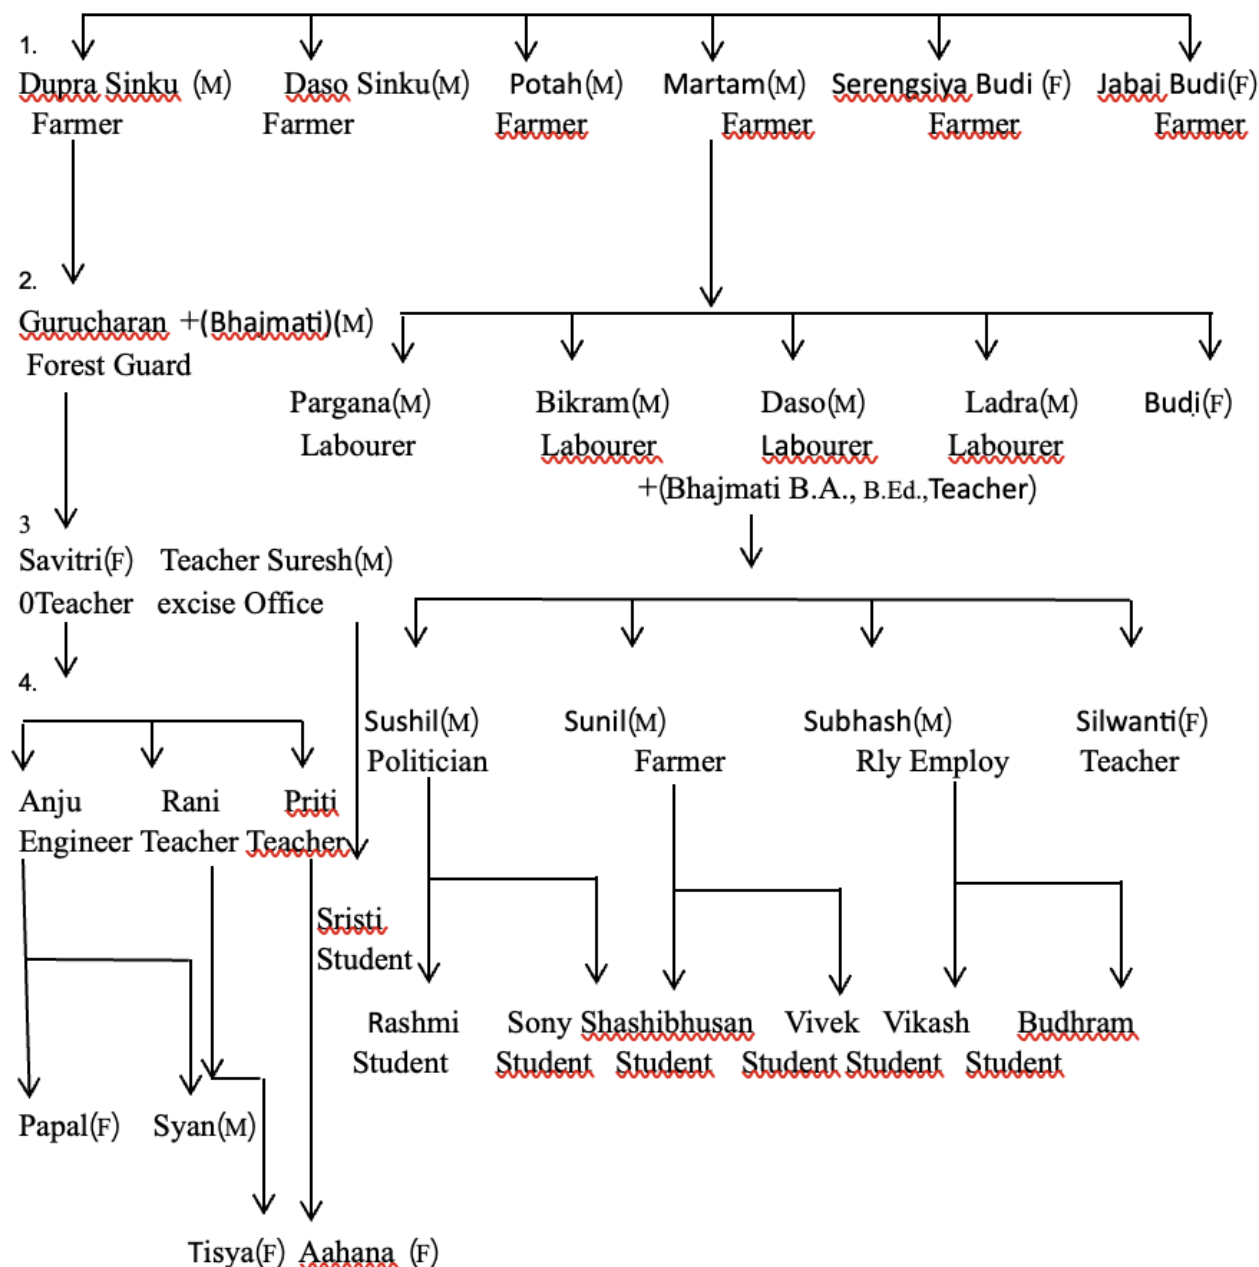 1.
Dupra Sinku (M) Daso Sinku(M) Potah(M) Martam(M) Serengsiya Budi (F) Jabai Budi(F)
Farmer Farmer Farmer Farmer Farmer Farmer
2.
Gurucharan +(Bhajmati)(M)
Forest Guard
Pargana(M) Bikram(M) Daso(M) Ladra(M) Budi(F)
Labourer Labourer Labourer Labourer
+(Bhajmati B.A., B.Ed.,Teacher)
3
Savitri(F) Teacher Suresh(M)
0Teacher excise Office
4.
Sushil(M) Sunil(M) Subhash(M) Silwanti(F)
Politician Farmer Rly Employ Teacher
Anju Rani Priti
Engineer Teacher Teacher
Sristi
Student
Rashmi Sony Shashibhusan Vivek Vikash Budhram
Student Student Student Student Student Student
Papal(F) Syan(M)
Tisya(F) Aahana (F)